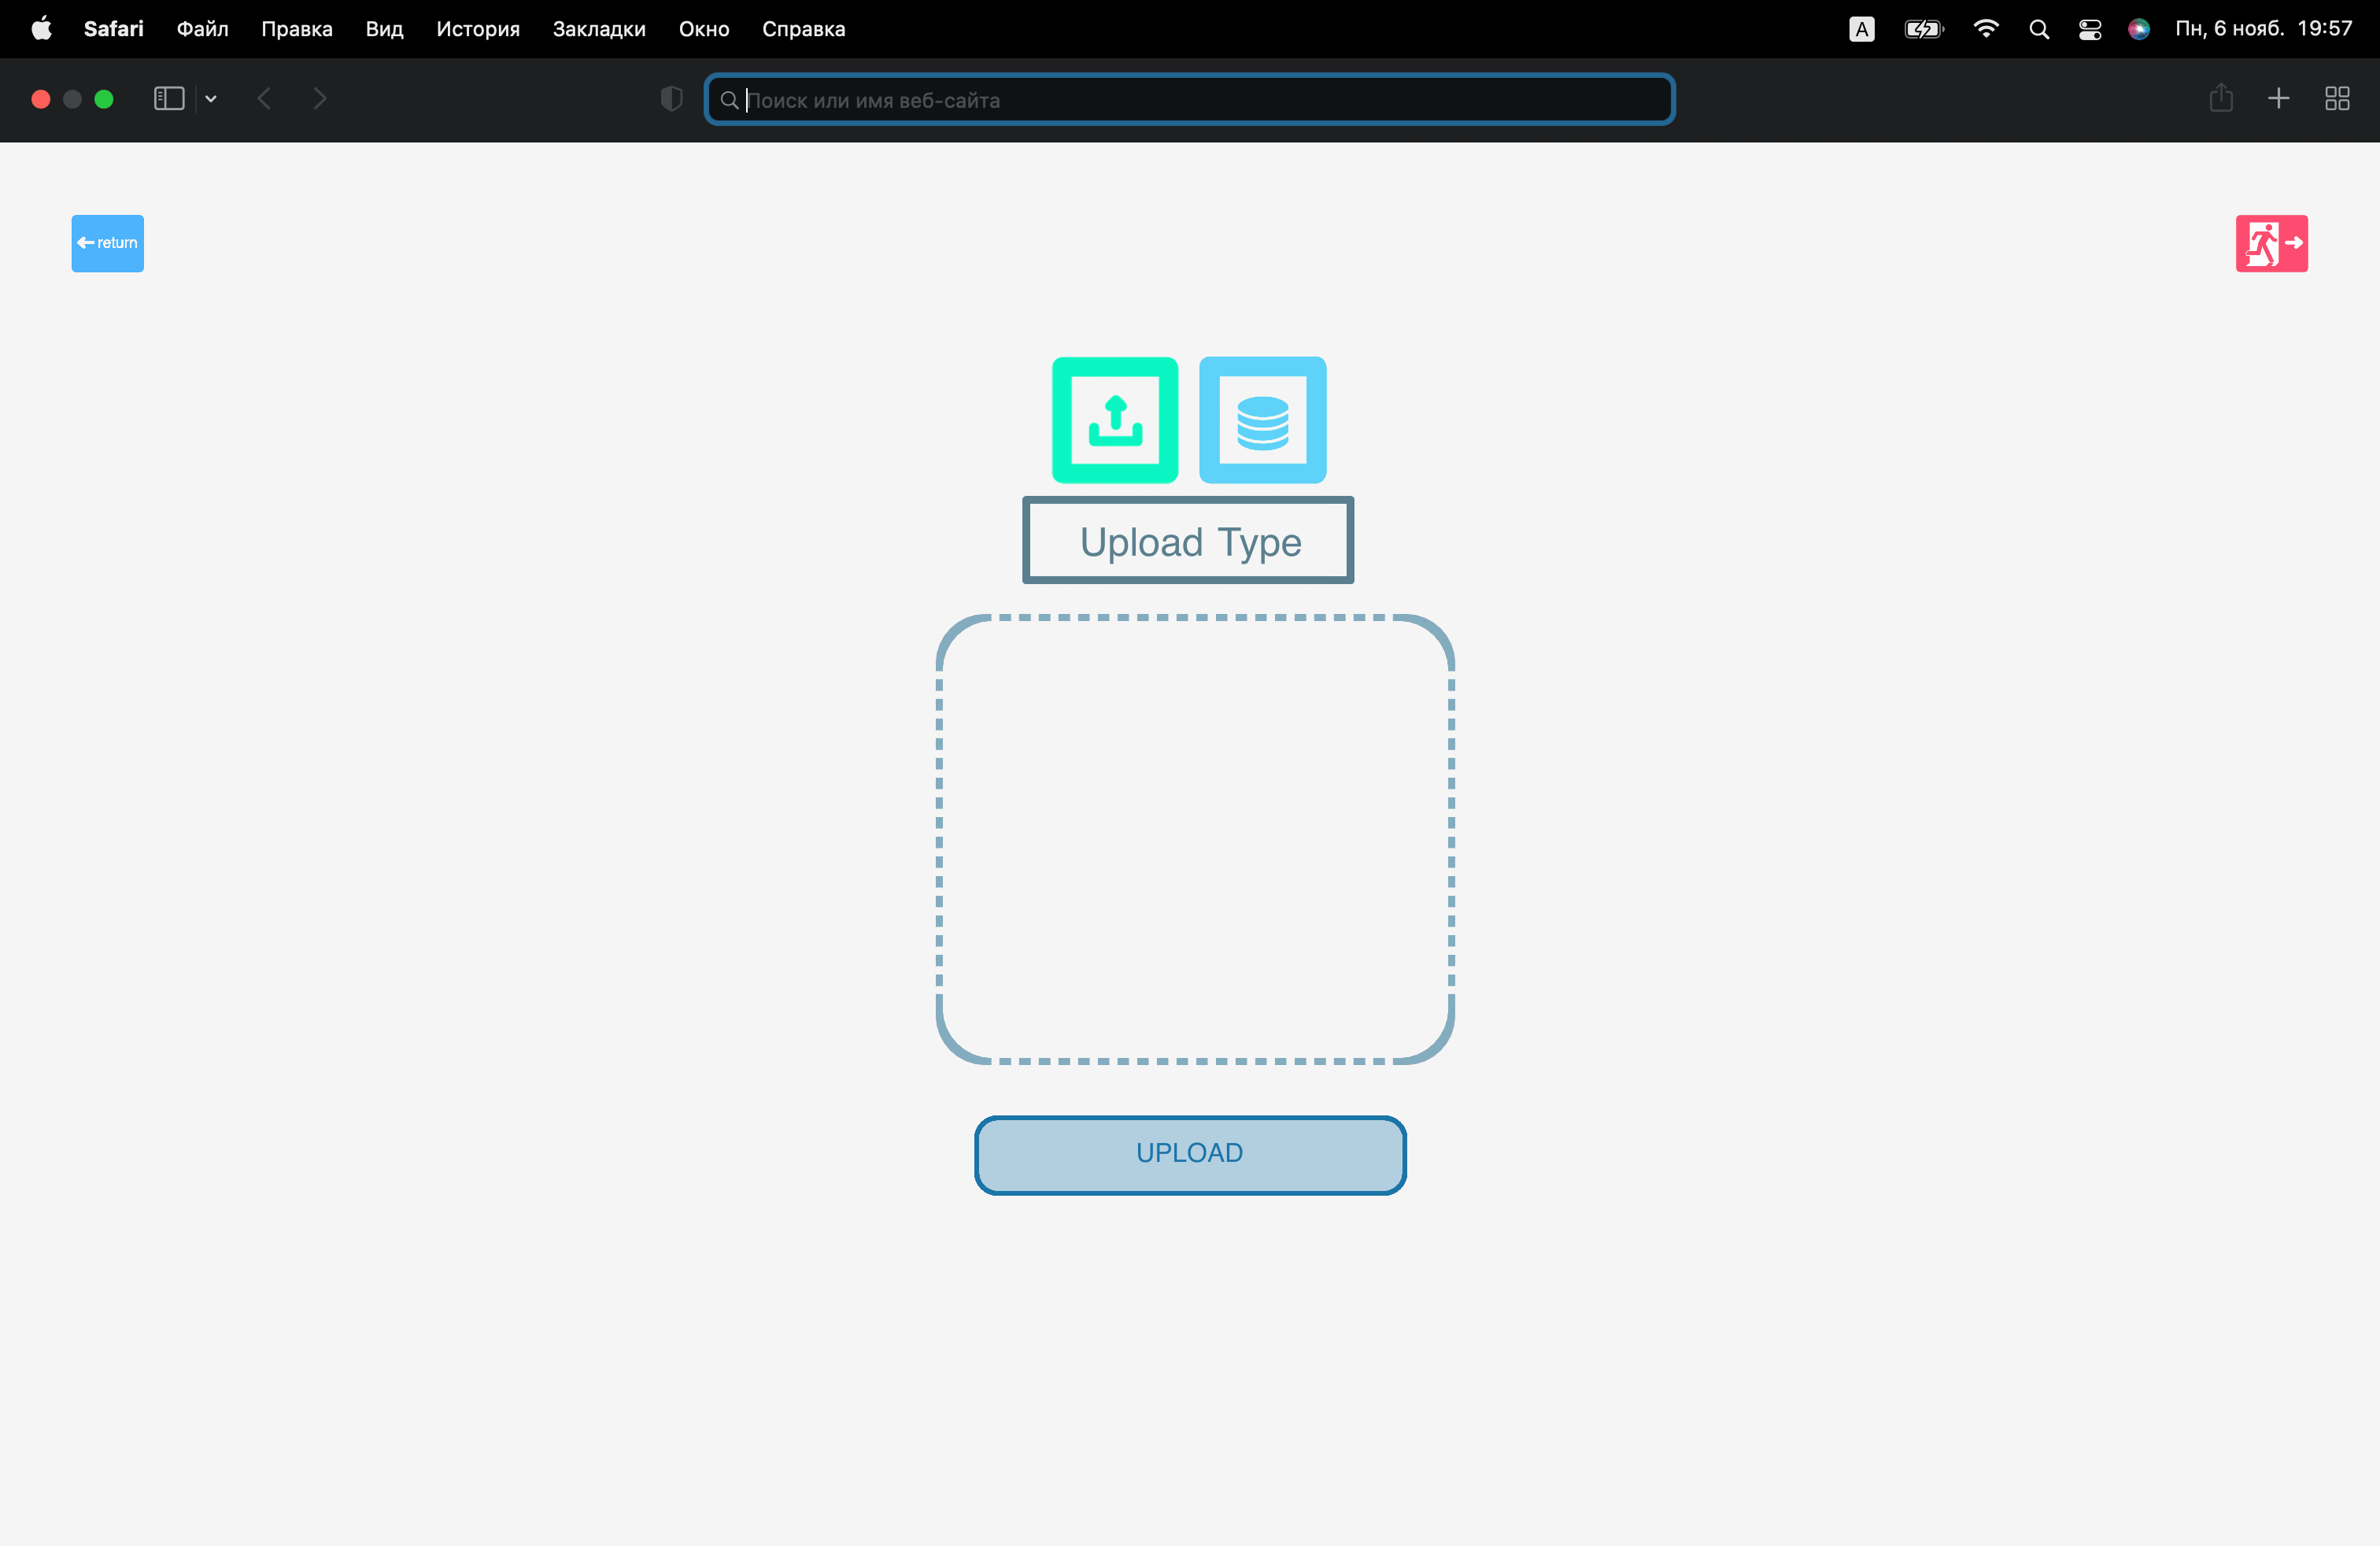 Safari Файл Правка Вид История Закладки Окно Справка A Пн, 6 нояб. 19:57
Поиск или имя веб-сайта
return
Upload Type
UPLOAD